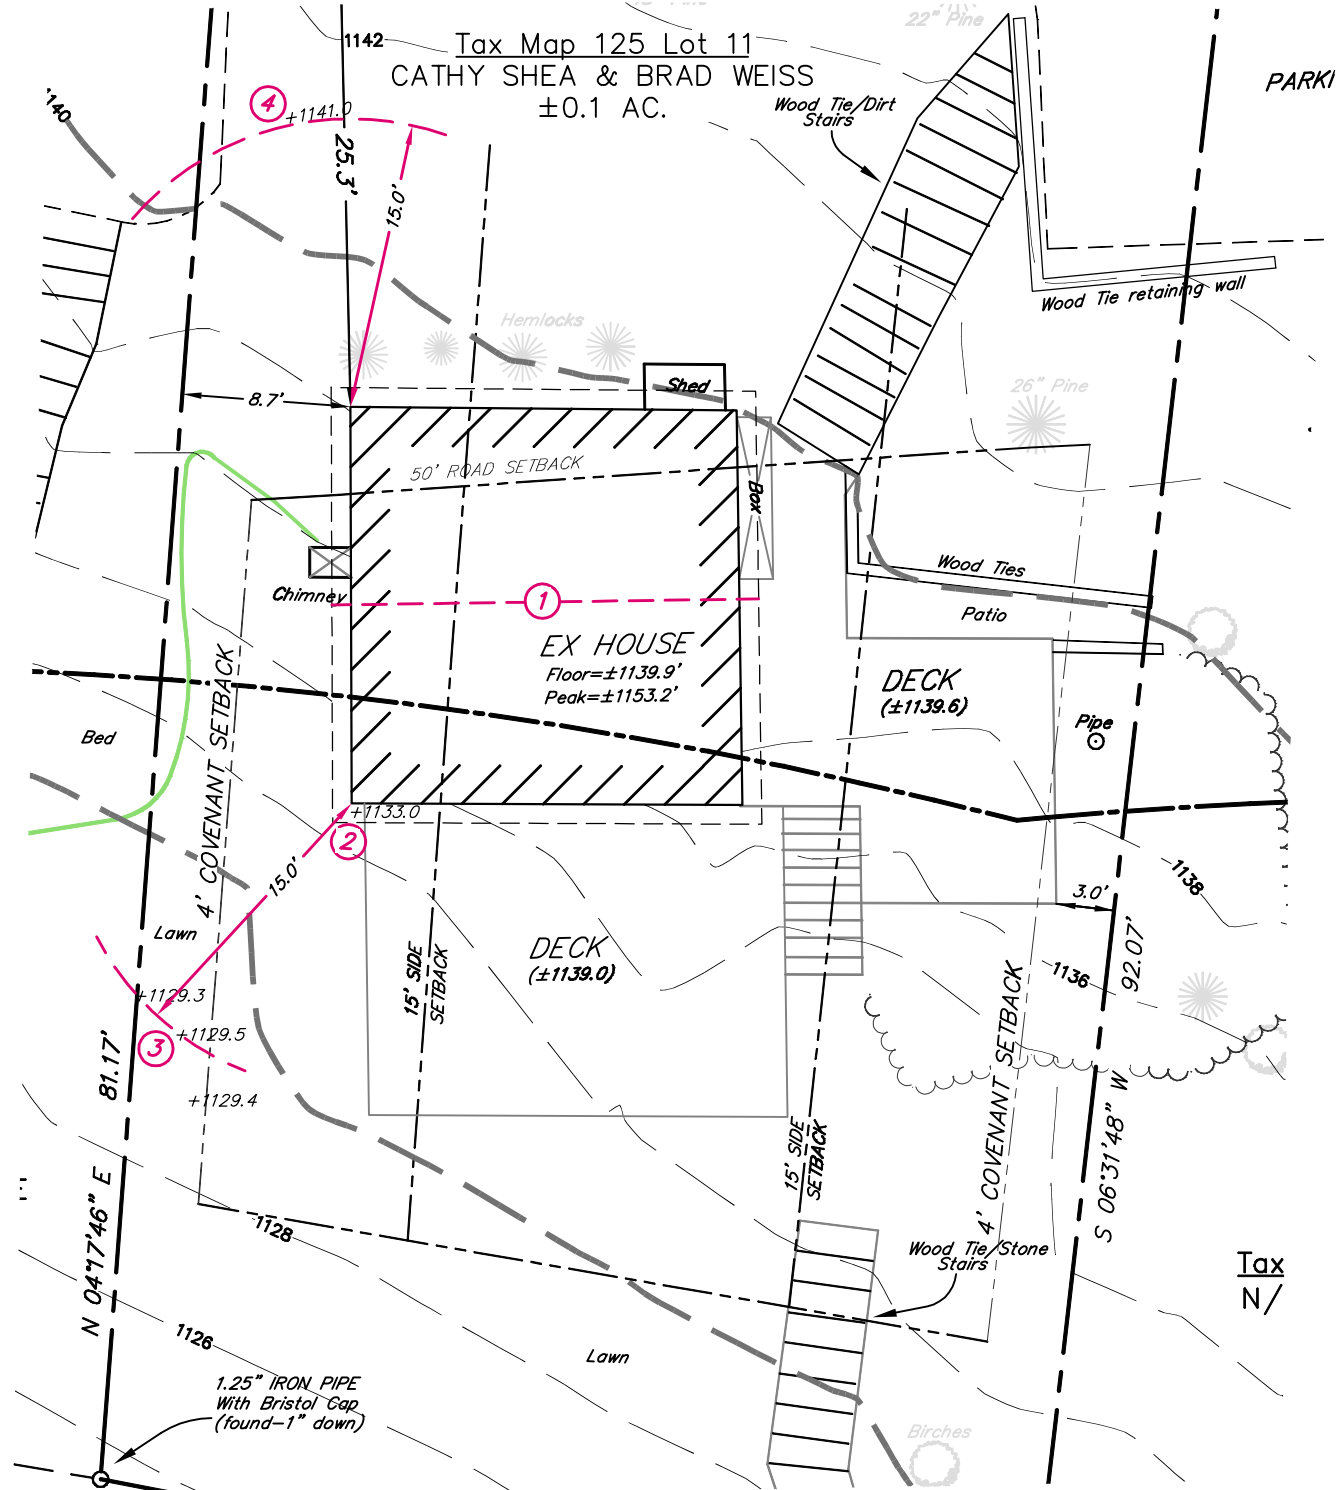 22" Pine
1142
Tax Map 125 Lot 11
CATHY SHEA & BRAD WEISS
±0.1 AC.
PARKI
1140
4
+1141.0
Wood Tie/Dirt
Stairs
25.3'
15.0'
Wood Tie retaining wall
Hemlocks
Shed
26" Pine
8.7'
50' ROAD SETBACK
Box
Wood Ties
Chimney
1
Patio
EX HOUSE
Floor=±1139.9'
Peak=±1153.2'
DECK
(±1139.6)
Pipe
Bed
4' COVENANT SETBACK
+1133.0
2
15.0'
1138
3.0'
Lawn
DECK
(±1139.0)
15' SIDE
SETBACK
1136
92.07'
+1129.3
3
+1129.5
81.17'
+1129.4
4' COVENANT SETBACK
15' SIDE
SETBACK
S 06°31'48" W
N 04°17'46" E
1128
Wood Tie/Stone
Stairs
Tax
N/
1126
Lawn
1.25" IRON PIPE
With Bristol Cap
(found-1" down)
Birches